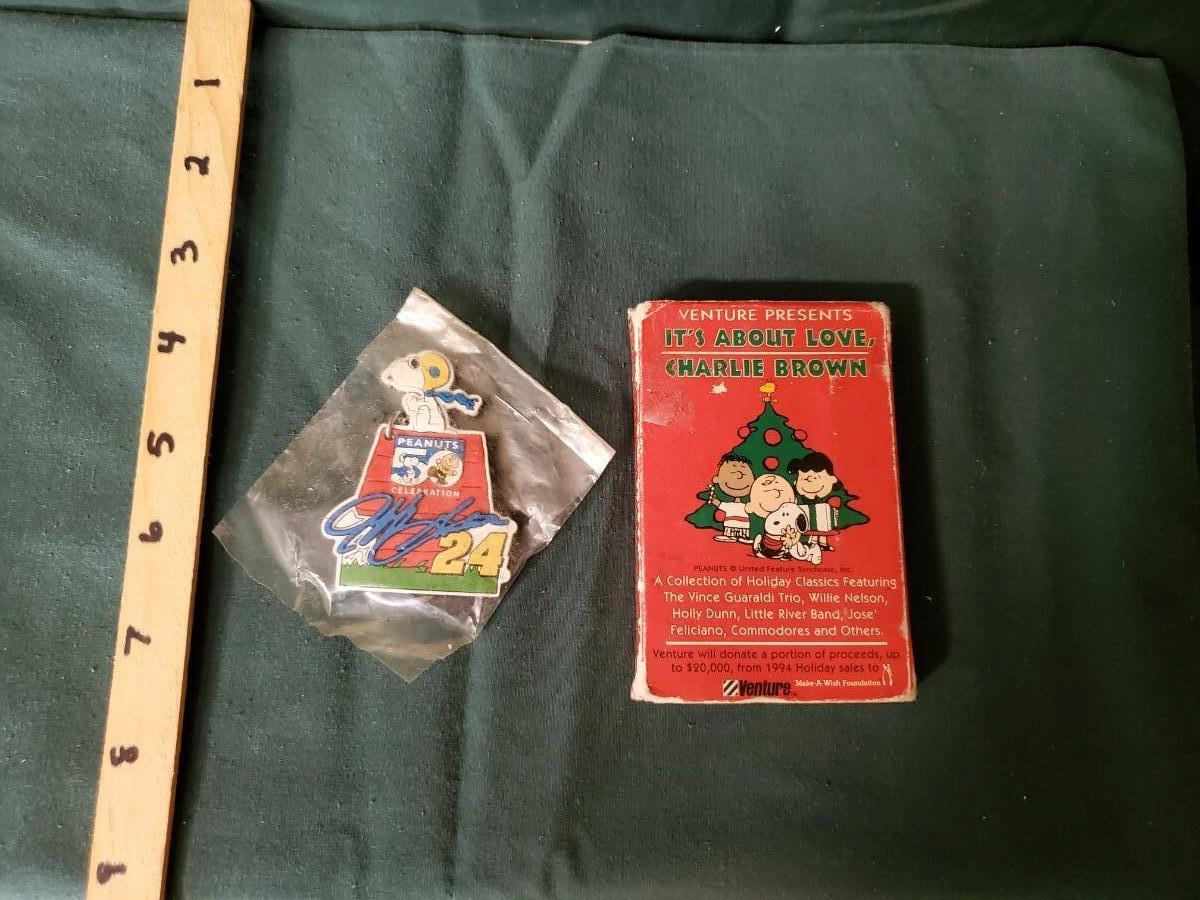 1
2
3
4
5
6
7
8
9
PEANUTS
50
CELEBRATION
24
VENTURE PRESENTS
IT'S ABOUT LOVE,
CHARLIE BROWN
PEANUTS © United Feature Syndicate, Inc.
A Collection of Holiday Classics Featuring
The Vince Guaraldi Trio, Willie Nelson,
Holly Dunn, Little River Band, Jose'
Feliciano, Commodores and Others.
Venture will donate a portion of proceeds, up
to $20,000, from 1994 Holiday sales to
Venture Make-A-Wish Foundation